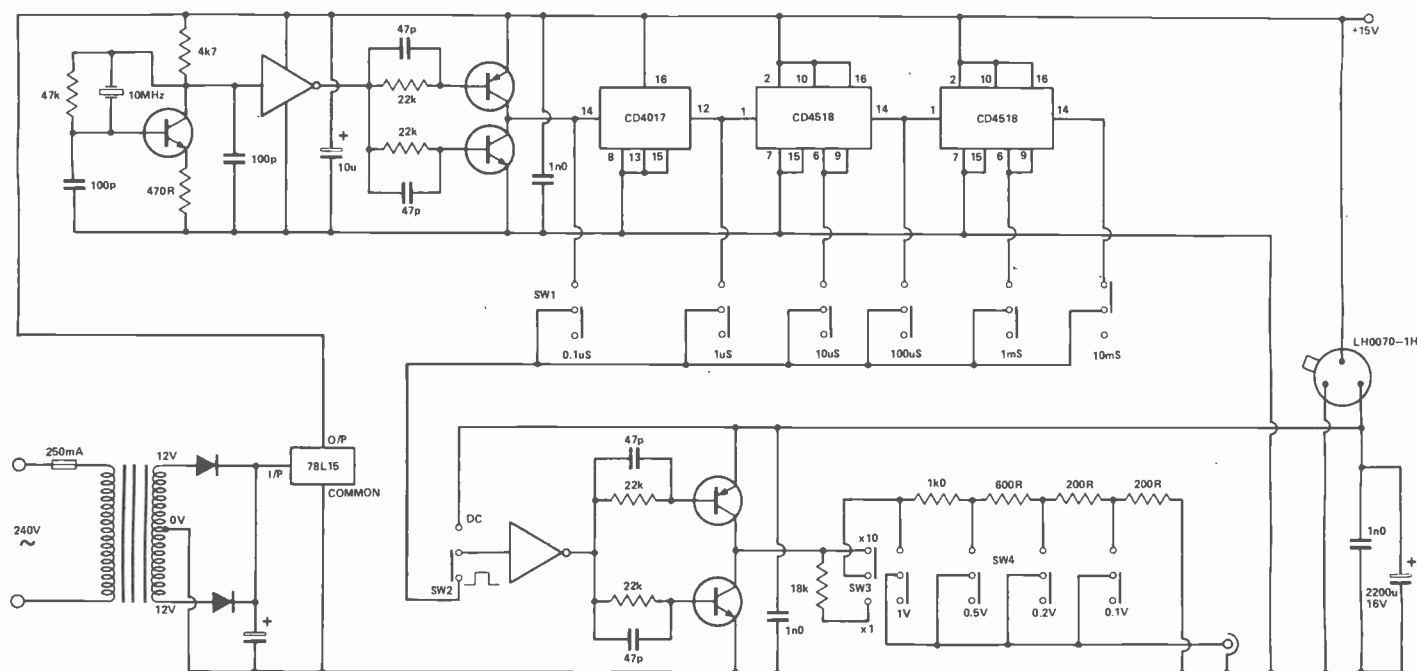 +15V
47k
10MHz
4k7
100p
470R
100p
+
10u
47p
22k
22k
47p
1n0
14
16
CD4017
8
13
15
12
1
2
10
16
CD4518
7
15
6
9
14
1
2
10
16
CD4518
7
15
6
9
14
SW1
0.1uS
1uS
10uS
100uS
1mS
10mS
LH0070-1H
250mA
240V
~
12V
0V
12V
I/P
O/P
78L15
COMMON
+
DC
SW2
47p
22k
22k
47p
1n0
x 10
18k
SW3
x 1
1k0
600R
200R
200R
SW4
1V
0.5V
0.2V
0.1V
1n0
+
2200u
16V